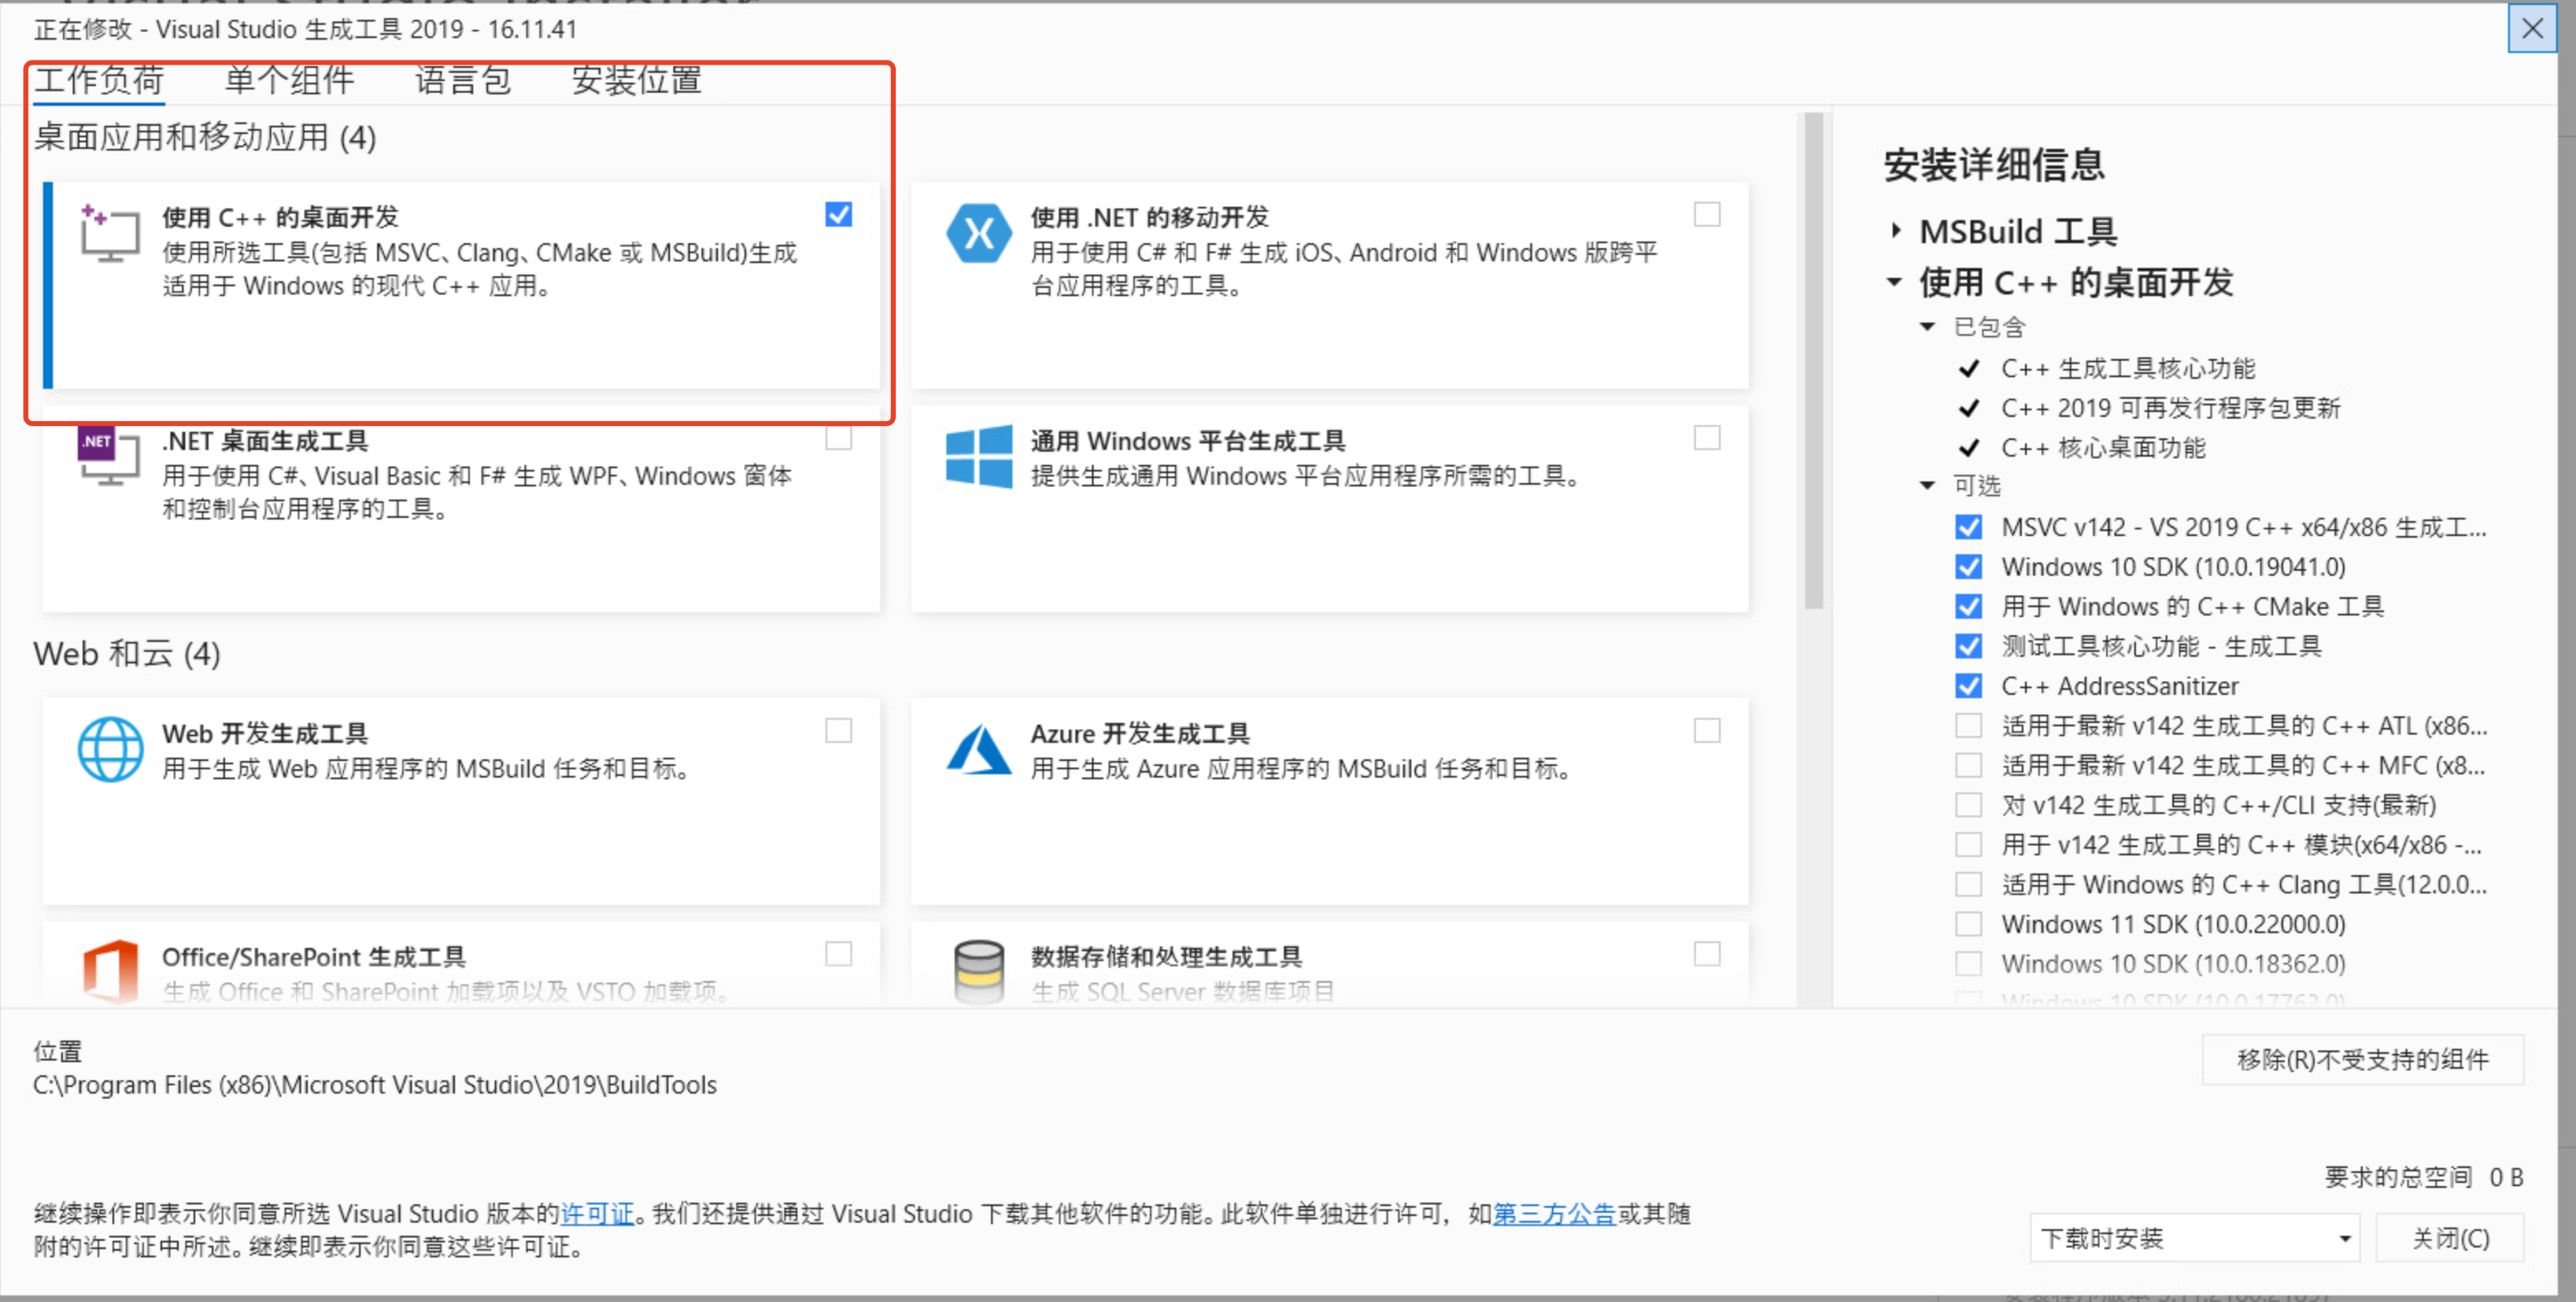 正在修改 - Visual Studio 生成工具 2019 - 16.11.41
工作负荷 单个组件 语言包 安装位置
桌面应用和移动应用 (4)
使用 C++ 的桌面开发
使用所选工具(包括 MSVC、Clang、CMake 或 MSBuild)生成
适用于 Windows 的现代 C++ 应用。
使用 .NET 的移动开发
用于使用 C# 和 F# 生成 iOS、Android 和 Windows 版跨平
台应用程序的工具。
.NET
.NET 桌面生成工具
用于使用 C#、Visual Basic 和 F# 生成 WPF、Windows 窗体
和控制台应用程序的工具。
通用 Windows 平台生成工具
提供生成通用 Windows 平台应用程序所需的工具。
Web 和云 (4)
Web 开发生成工具
用于生成 Web 应用程序的 MSBuild 任务和目标。
Azure 开发生成工具
用于生成 Azure 应用程序的 MSBuild 任务和目标。
Office/SharePoint 生成工具
生成 Office 和 SharePoint 加载项以及 VSTO 加载项。
数据存储和处理生成工具
生成 SQL Server 数据库项目
安装详细信息
MSBuild 工具
使用 C++ 的桌面开发
已包含
C++ 生成工具核心功能
C++ 2019 可再发行程序包更新
C++ 核心桌面功能
可选
MSVC v142 - VS 2019 C++ x64/x86 生成工...
Windows 10 SDK (10.0.19041.0)
用于 Windows 的 C++ CMake 工具
测试工具核心功能 - 生成工具
C++ AddressSanitizer
适用于最新 v142 生成工具的 C++ ATL (x86...
适用于最新 v142 生成工具的 C++ MFC (x8...
对 v142 生成工具的 C++/CLI 支持(最新)
用于 v142 生成工具的 C++ 模块(x64/x86 -...
适用于 Windows 的 C++ Clang 工具(12.0.0...
Windows 11 SDK (10.0.22000.0)
Windows 10 SDK (10.0.18362.0)
Windows 10 SDK (10.0.17763.0)
位置
C:\Program Files (x86)\Microsoft Visual Studio\2019\BuildTools
移除(R)不受支持的组件
要求的总空间 0 B
继续操作即表示你同意所选 Visual Studio 版本的许可证。我们还提供通过 Visual Studio 下载其他软件的功能。此软件单独进行许可，如第三方公告或其随
附的许可证中所述。继续即表示你同意这些许可证。
下载时安装
关闭(C)